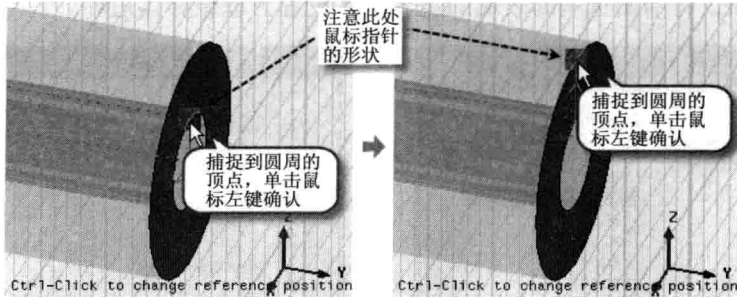 注意此处
鼠标指针
的形状
捕捉到圆周的
顶点，单击鼠
标左键确认
捕捉到圆周的
顶点，单击鼠
标左键确认
Z
Y
Ctrl-Click to change reference position
Z
Y
Ctrl-Click to change reference position